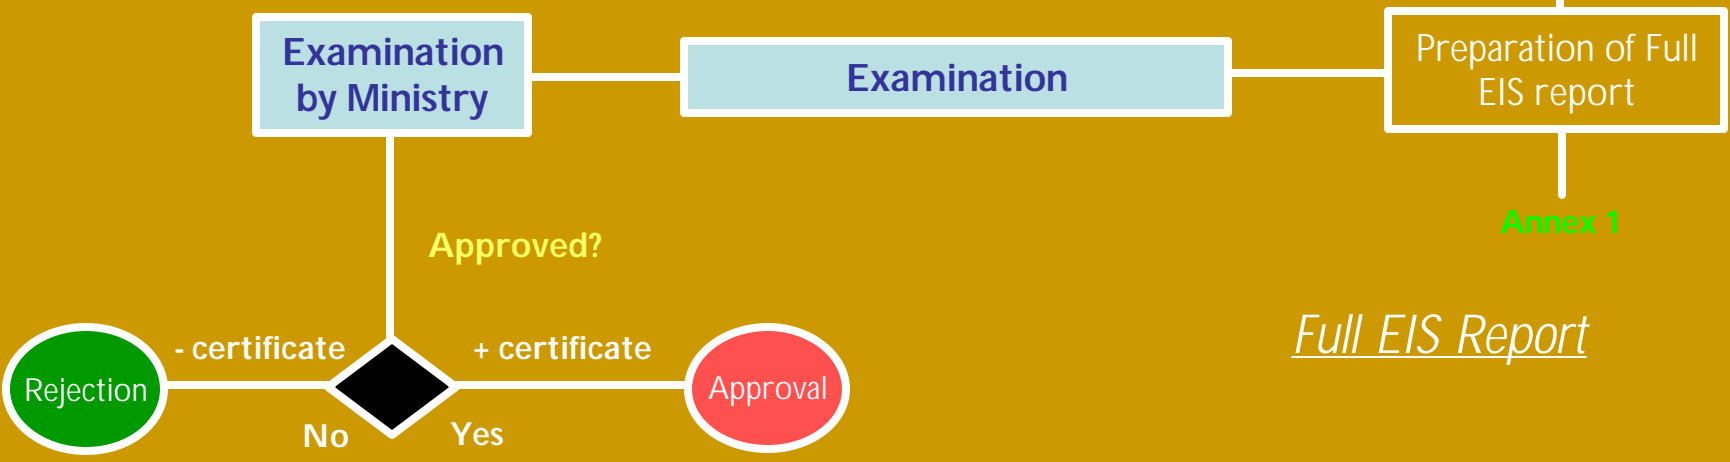 Examination
by Ministry
Examination
Preparation of Full
EIS report
Annex 1
Approved?
Full EIS Report
- certificate
+ certificate
Rejection
Approval
No
Yes